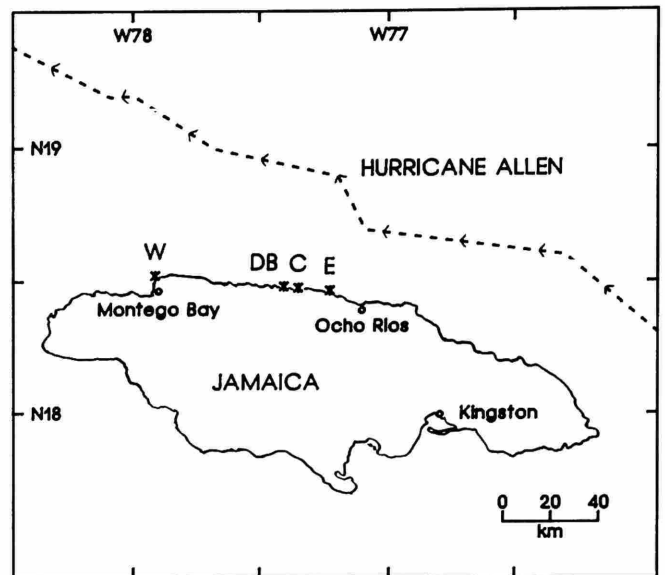 W78 W77
N19
HURRICANE ALLEN
W DB C E
Montego Bay
Ocho Rios
JAMAICA
N18
Kingston
0 20 40
km